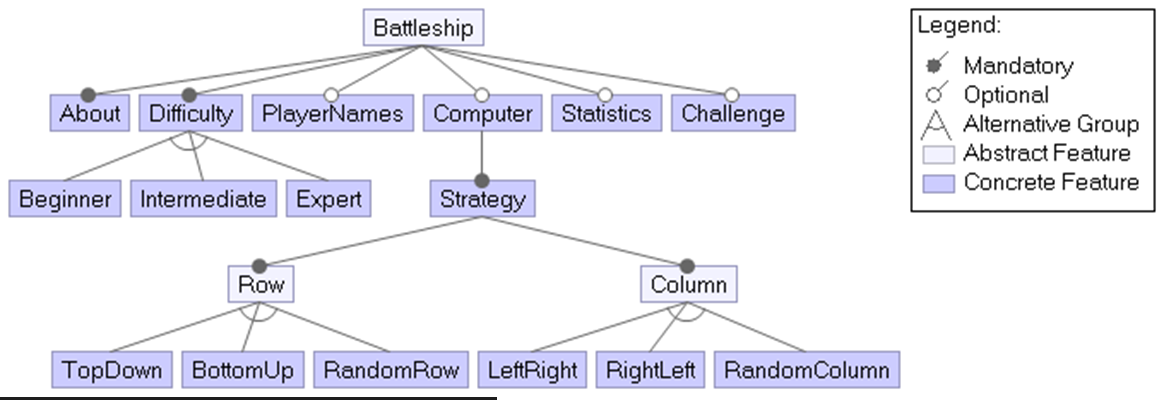 Battleship
About
Difficulty
PlayerNames
Computer
Statistics
Challenge
Beginner
Intermediate
Expert
Strategy
Row
Column
TopDown
BottomUp
RandomRow
LeftRight
RightLeft
RandomColumn
Legend:
Mandatory
Optional
Alternative Group
Abstract Feature
Concrete Feature